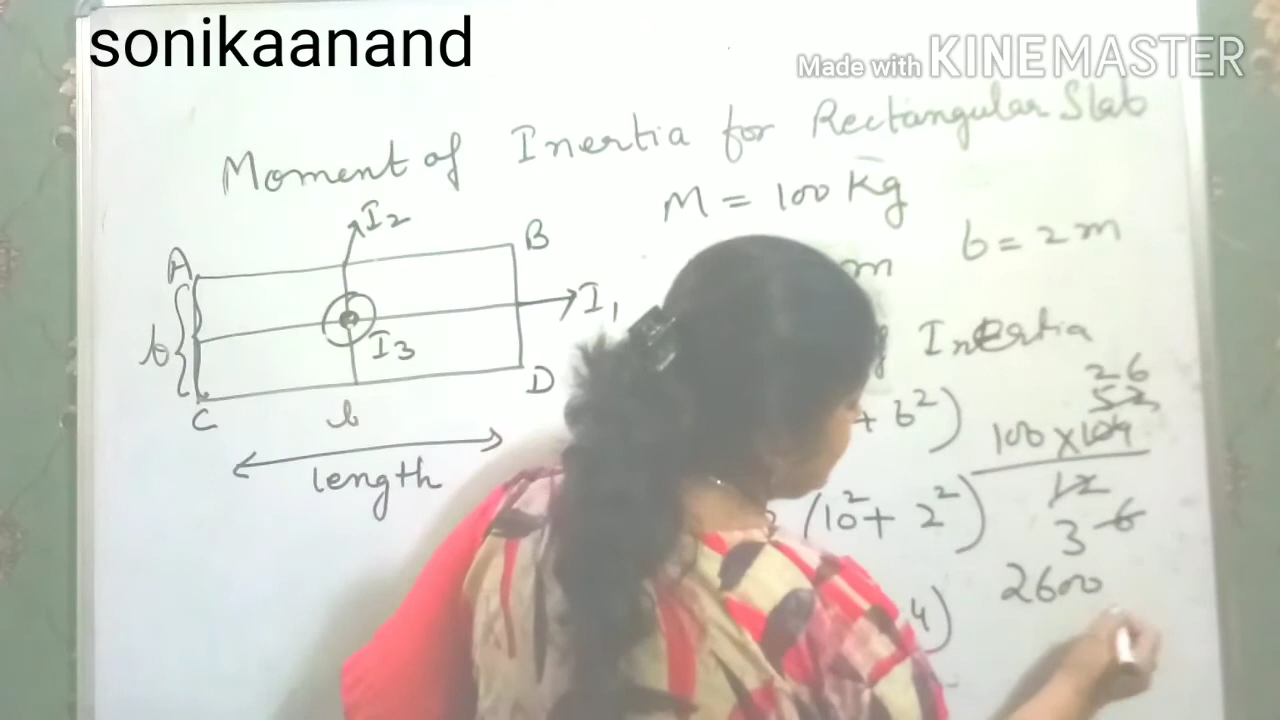 sonikaanand
Made with KINEMASTER
Moment of Inertia for Rectangular Slab
M = 100 Kg
m b = 2 m
Inertia
+ b²)
(10² + 2²)
4)
26
52
100 x 104
12
3 6
2600
I2
A B
I1
b
I3
C D
b
length